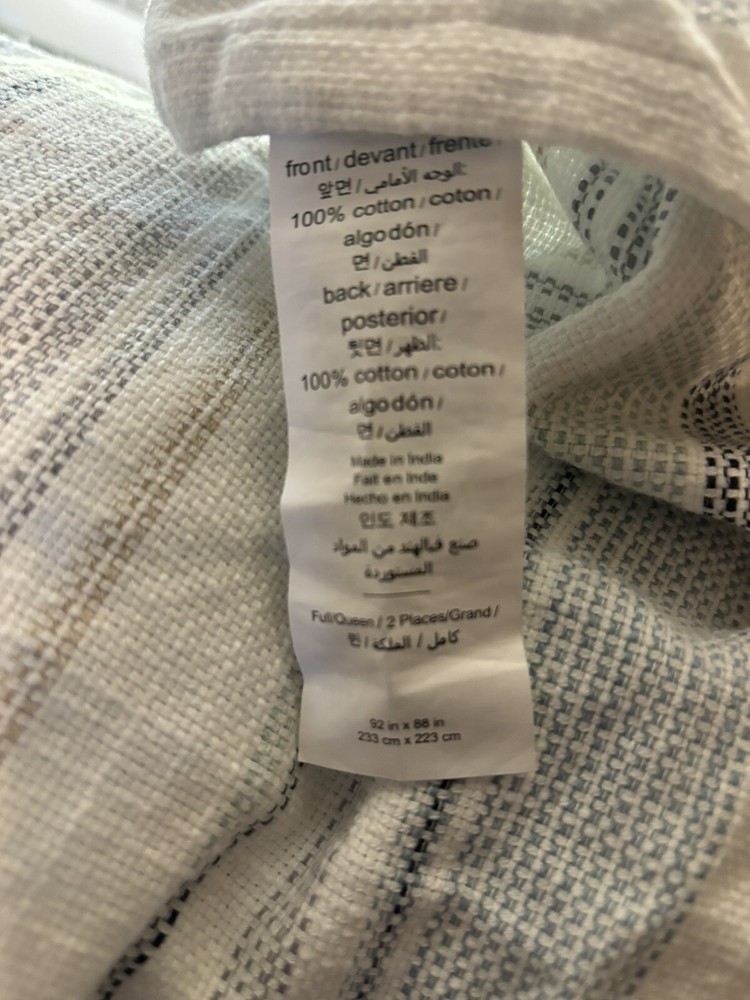 front / devant / frente /
앞면 / الوجه الأمامي:
100% cotton / coton /
algodón /
면 / القطن
back / arriere /
posterior /
뒷면 / الظهر:
100% cotton / coton /
algodón /
면 / القطن
Made in India
Fait en Inde
Hecho en India
인도 제조
صنع فيالهند من المواد
المستوردة
Full/Queen / 2 Places/Grand /
퀸 / الملكة / كامل
92 in x 88 in
233 cm x 223 cm